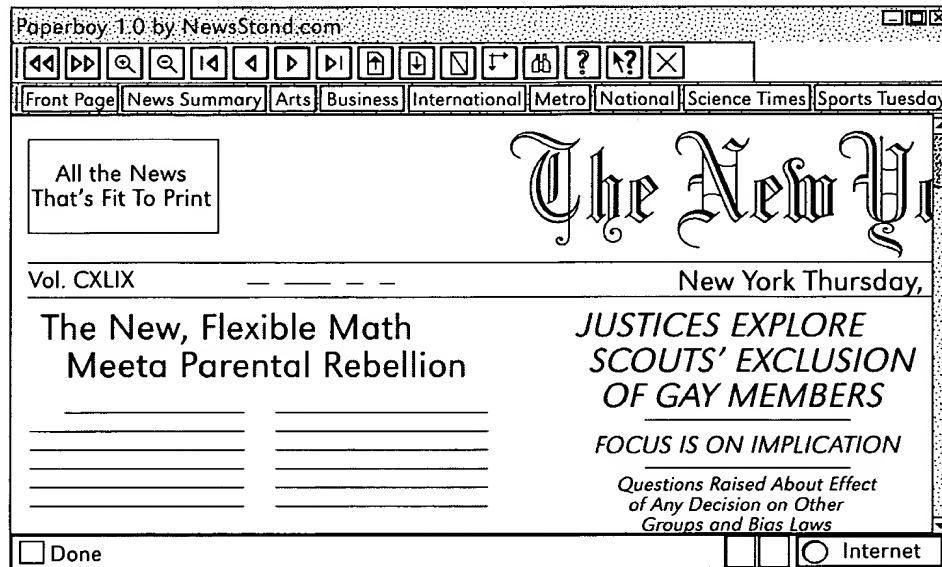 Paperboy 1.0 by NewsStand.com
Front Page News Summary Arts Business International Metro National Science Times Sports Tuesday
All the News
That's Fit To Print
The New Yo
Vol. CXLIX
New York Thursday,
The New, Flexible Math
Meeta Parental Rebellion
JUSTICES EXPLORE
SCOUTS' EXCLUSION
OF GAY MEMBERS
FOCUS IS ON IMPLICATION
Questions Raised About Effect
of Any Decision on Other
Groups and Bias Laws
Done
Internet